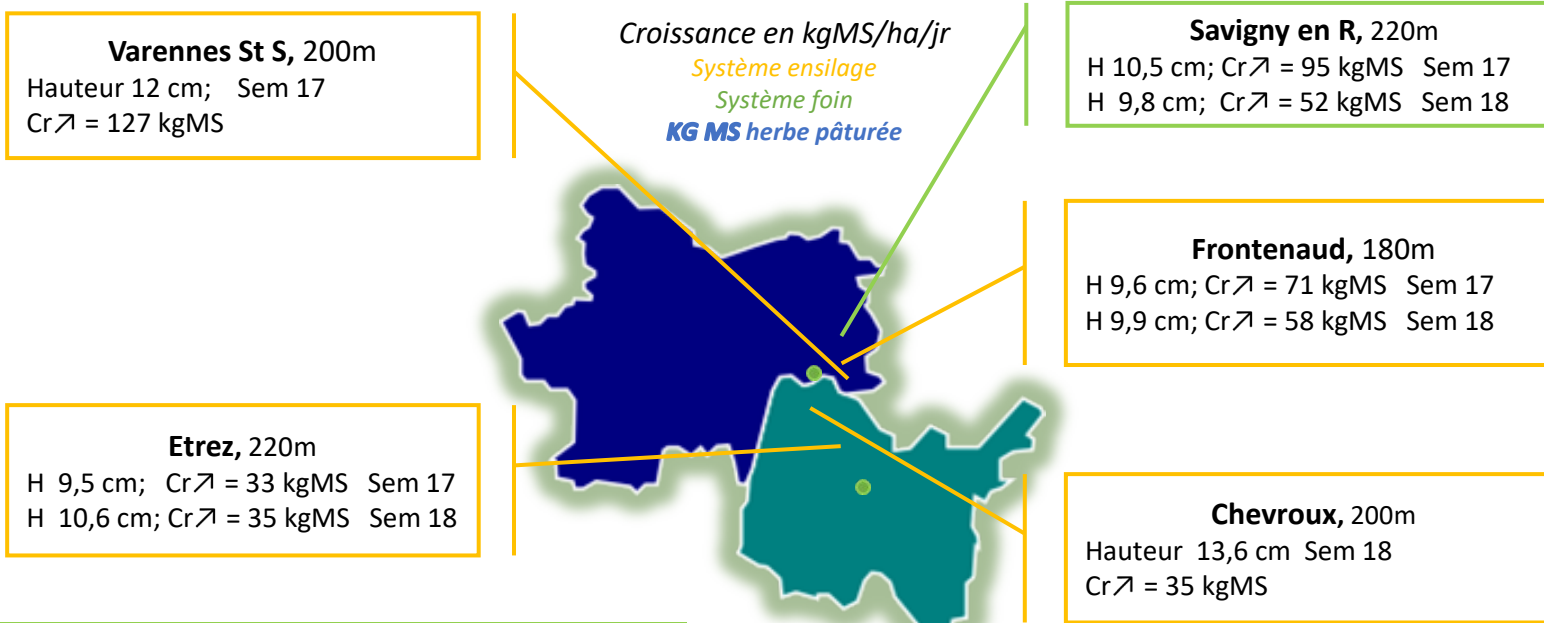 Varennes St S, 200m
Hauteur 12 cm; Sem 17
Cr↗ = 127 kgMS
Croissance en kgMS/ha/jr
Système ensilage
Système foin
KG MS herbe pâturée
Savigny en R, 220m
H 10,5 cm; Cr↗ = 95 kgMS Sem 17
H 9,8 cm; Cr↗ = 52 kgMS Sem 18
Frontenaud, 180m
H 9,6 cm; Cr↗ = 71 kgMS Sem 17
H 9,9 cm; Cr↗ = 58 kgMS Sem 18
Etrez, 220m
H 9,5 cm; Cr↗ = 33 kgMS Sem 17
H 10,6 cm; Cr↗ = 35 kgMS Sem 18
Chevroux, 200m
Hauteur 13,6 cm Sem 18
Cr↗ = 35 kgMS